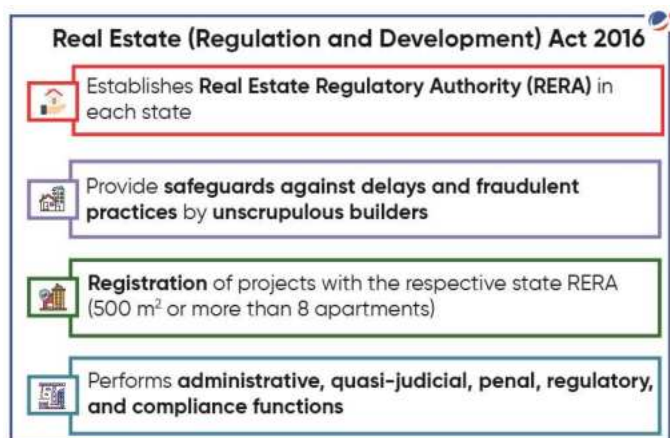 Real Estate (Regulation and Development) Act 2016
Establishes Real Estate Regulatory Authority (RERA) in
each state
Provide safeguards against delays and fraudulent
practices by unscrupulous builders
Registration of projects with the respective state RERA
(500 m² or more than 8 apartments)
Performs administrative, quasi-judicial, penal, regulatory,
and compliance functions